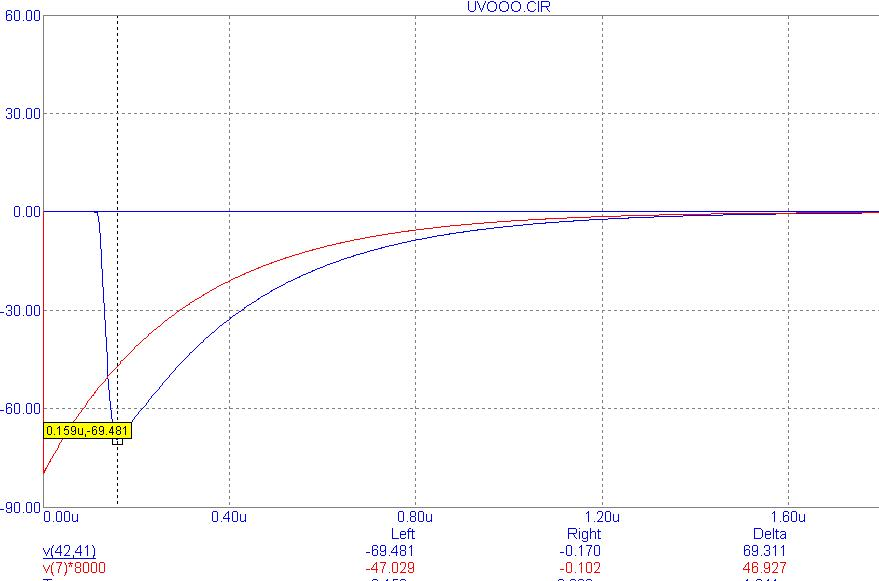 UVOOO.CIR
60.00
30.00
0.00
-30.00
-60.00
0.159u,-69.481
-90.00
0.00u 0.40u 0.80u 1.20u 1.60u
Left Right Delta
v(42,41) -69.481 -0.170 69.311
v(7)*8000 -47.029 -0.102 46.927